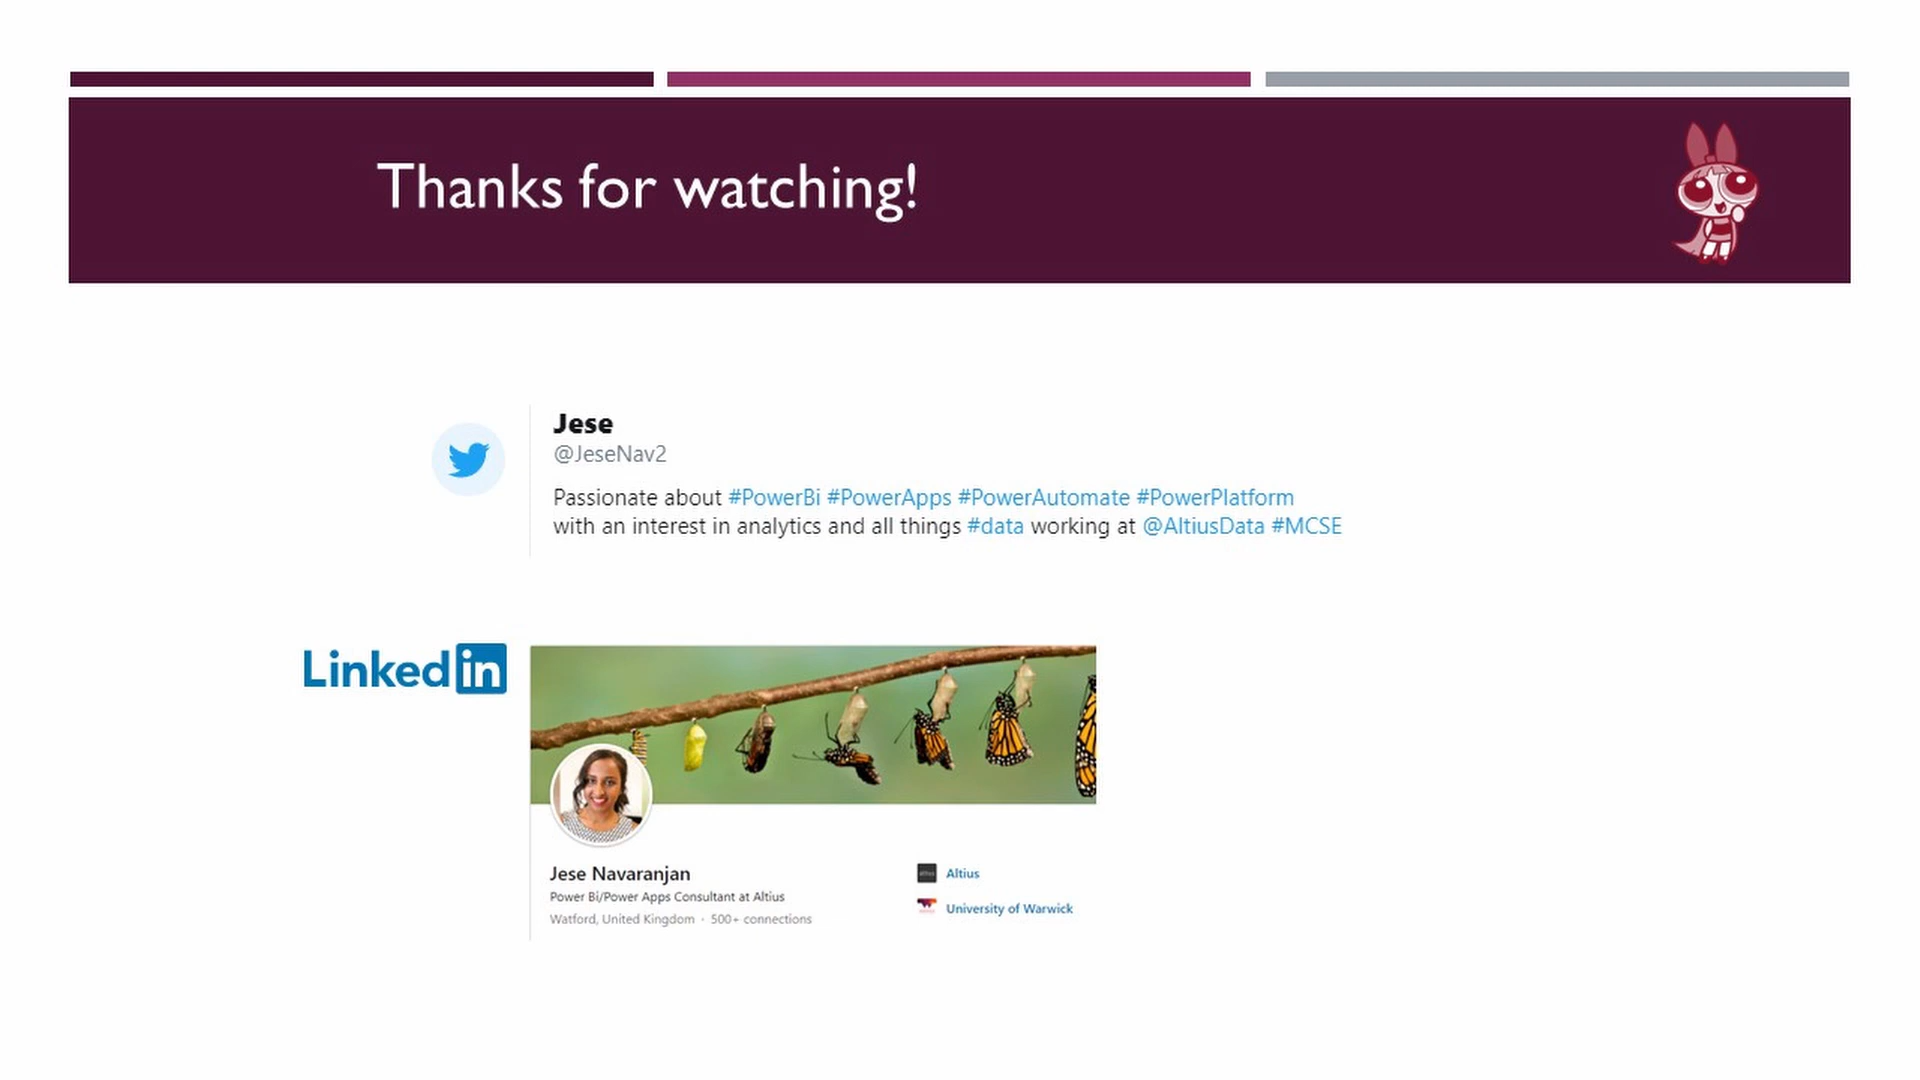 Thanks for watching!
Jese
@JeseNav2
Passionate about #PowerBi #PowerApps #PowerAutomate #PowerPlatform
with an interest in analytics and all things #data working at @AltiusData #MCSE
Linked in
Jese Navaranjan
Power Bi/Power Apps Consultant at Altius
Watford, United Kingdom · 500+ connections
Altius
University of Warwick